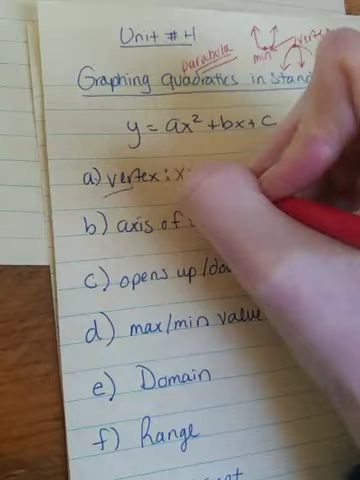 Unit #4
parabola
vertex
min
Graphing Quadratics in Stand
y = ax² + bx + c
a) vertex: x
b) axis of
c) opens up/do
d) max/min value
e) Domain
f) Range